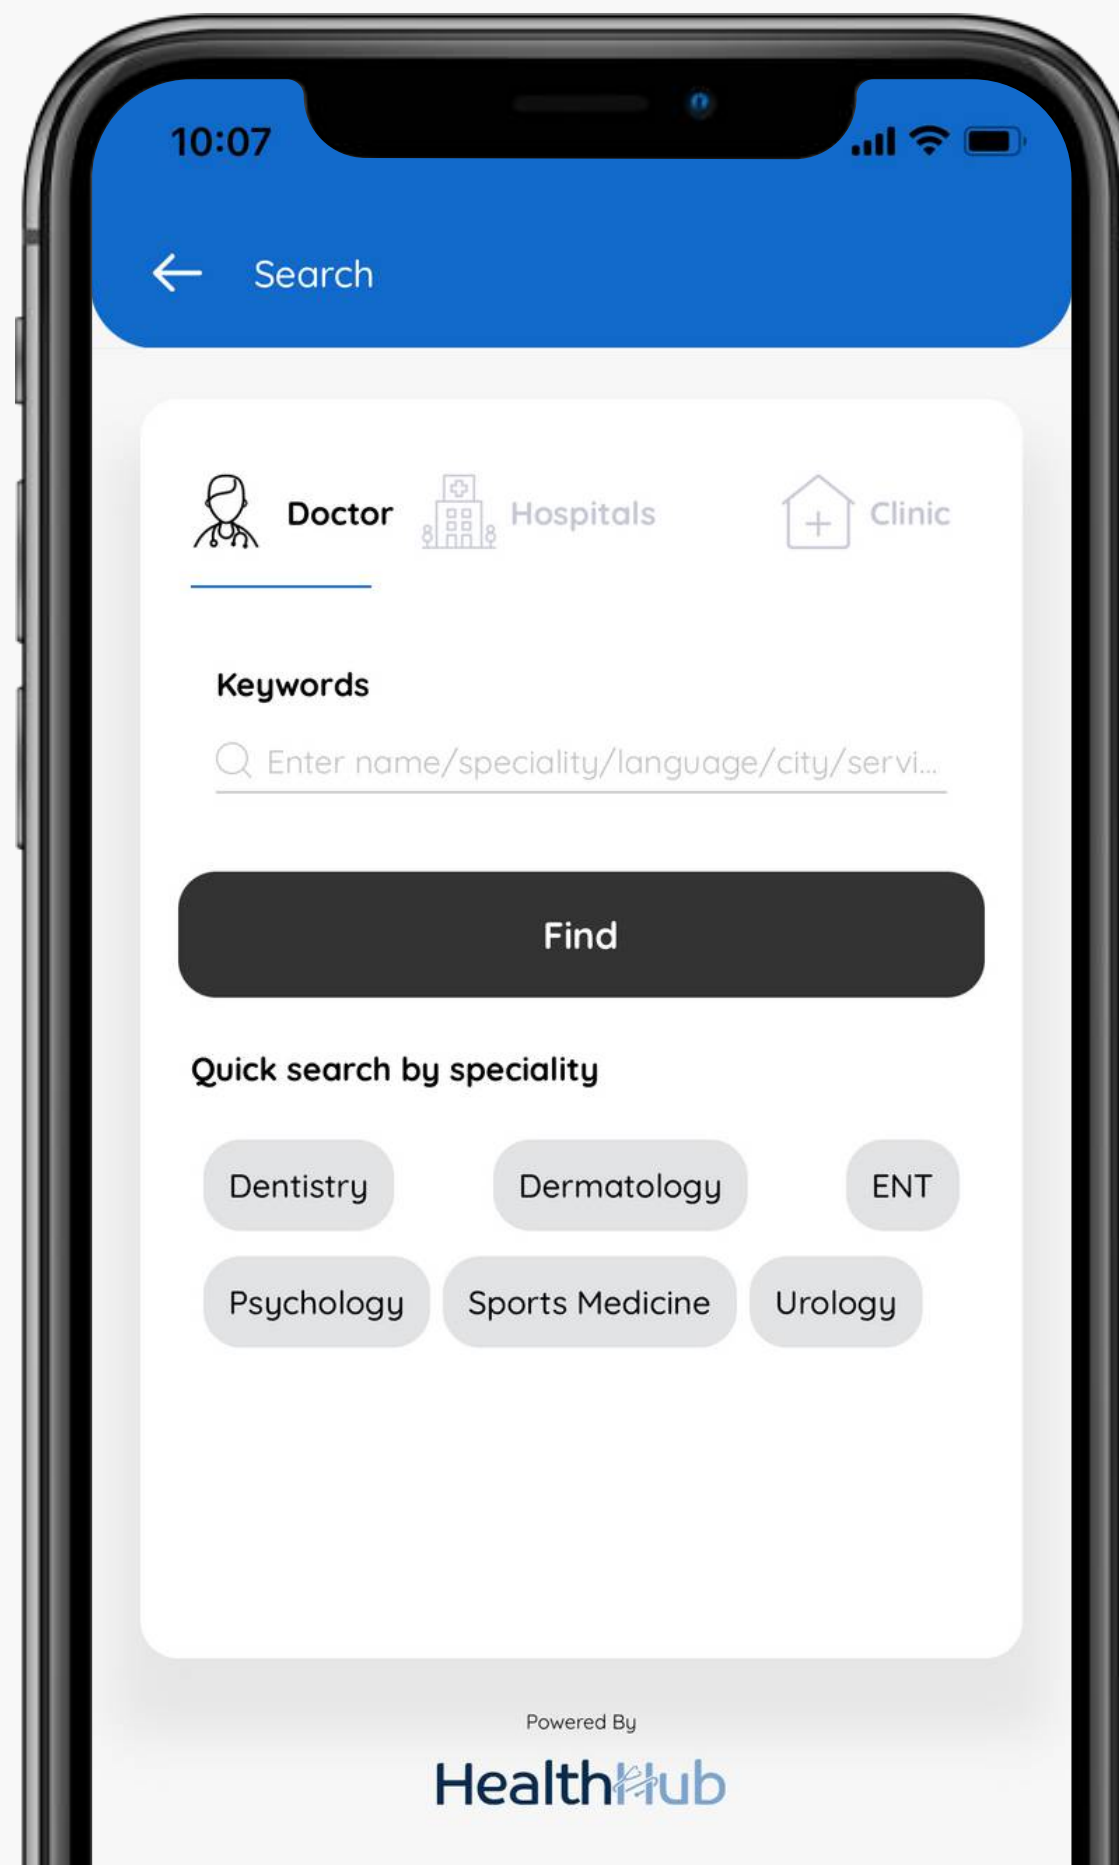 10:07
Search
Doctor Hospitals Clinic
Keywords
Enter name/speciality/language/city/servi...
Find
Quick search by speciality
Dentistry Dermatology ENT
Psychology Sports Medicine Urology
Powered By
HealthHub